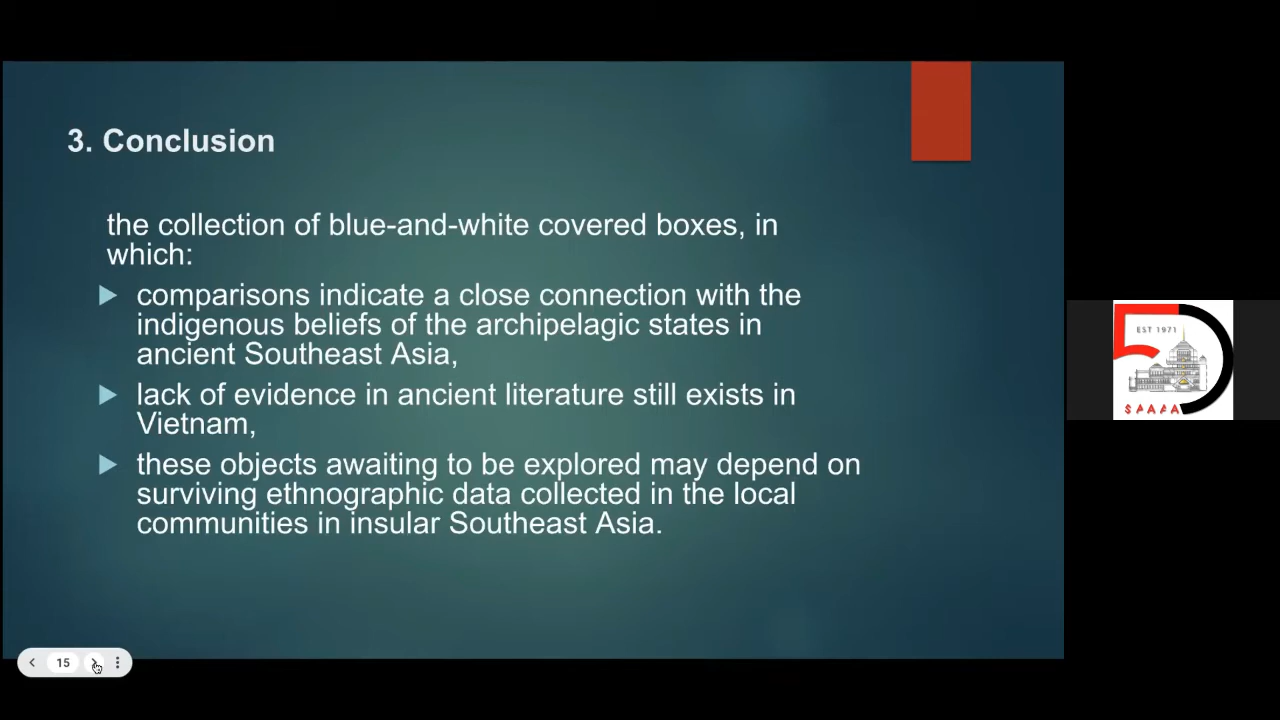 3. Conclusion
the collection of blue-and-white covered boxes, in
which:
comparisons indicate a close connection with the
indigenous beliefs of the archipelagic states in
ancient Southeast Asia,
lack of evidence in ancient literature still exists in
Vietnam,
these objects awaiting to be explored may depend on
surviving ethnographic data collected in the local
communities in insular Southeast Asia.
15
EST 1971
SPAFA